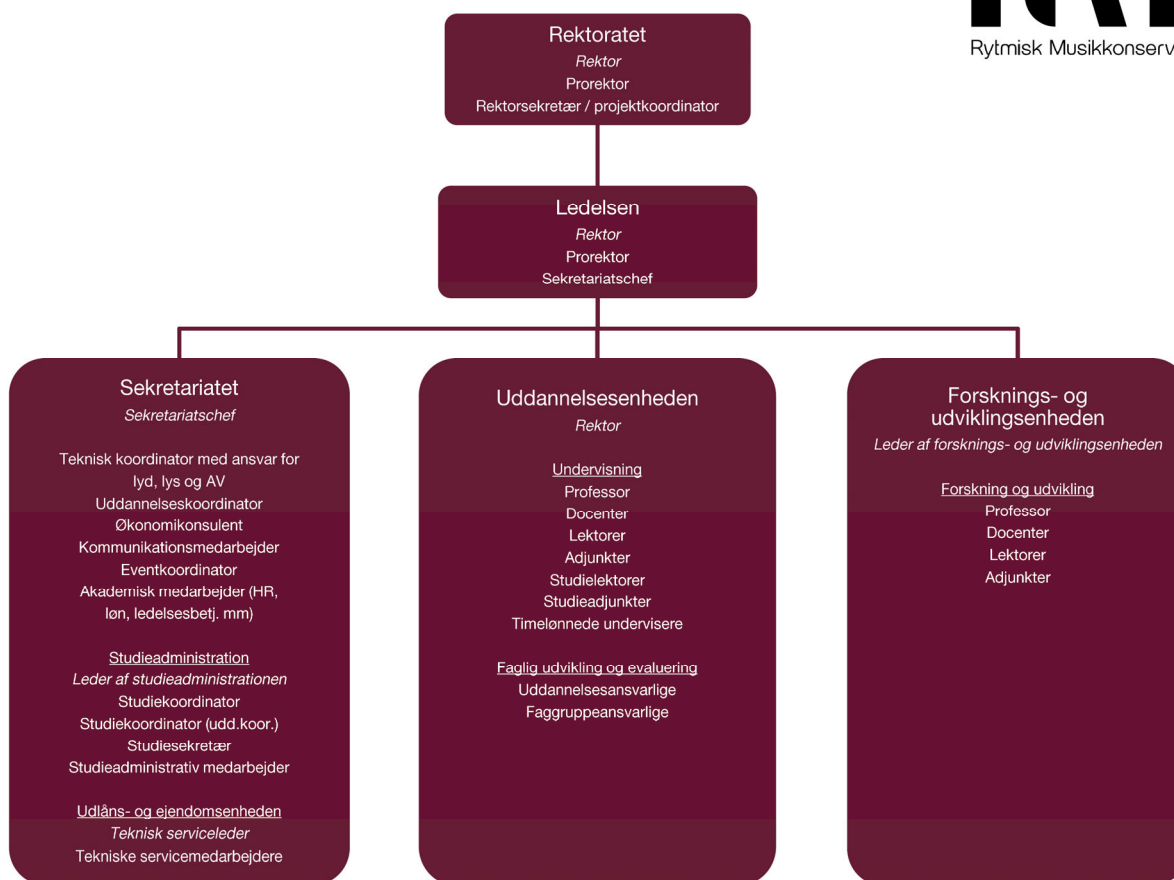 Rytmisk Musikkonserv
Rektoratet
Rektor
Prorektor
Rektorsekretær / projektkoordinator
Ledelsen
Rektor
Prorektor
Sekretariatschef
Sekretariatet
Sekretariatschef
Teknisk koordinator med ansvar for
lyd, lys og AV
Uddannelseskoordinator
Økonomikonsulent
Kommunikationsmedarbejder
Eventkoordinator
Akademisk medarbejder (HR,
løn, ledelsesbetj. mm)
Studieadministration
Leder af studieadministrationen
Studiekoordinator
Studiekoordinator (udd.koor.)
Studiesekretær
Studieadministrativ medarbejder
Udlåns- og ejendomsenheden
Teknisk serviceleder
Tekniske servicemedarbejdere
Uddannelsesenheden
Rektor
Undervisning
Professor
Docenter
Lektorer
Adjunkter
Studielektorer
Studieadjunkter
Timelønnede undervisere
Faglig udvikling og evaluering
Uddannelsesansvarlige
Faggruppeansvarlige
Forsknings- og
udviklingsenheden
Leder af forsknings- og udviklingsenheden
Forskning og udvikling
Professor
Docenter
Lektorer
Adjunkter